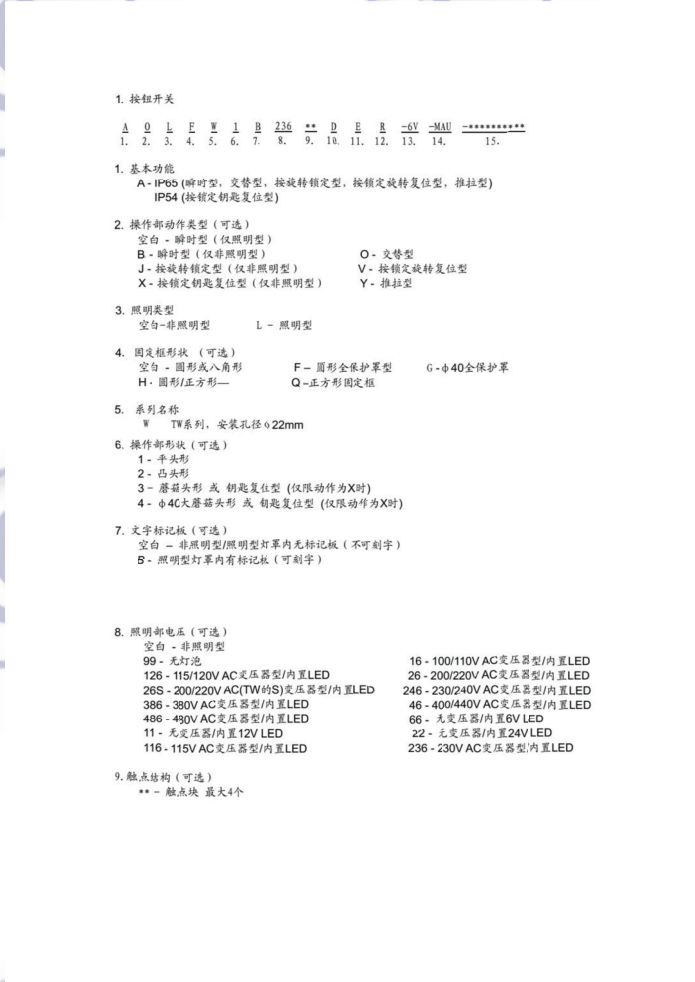 1. 按钮开关
A O L F W 1 B 236 ** D E R -6V -MAU -**********
1. 2. 3. 4. 5. 6. 7. 8. 9. 10. 11. 12. 13. 14. 15.
1. 基本功能
A - IP65 (瞬时型, 交替型, 按旋转锁定型, 按锁定旋转复位型, 推拉型)
IP54 (按锁定钥匙复位型)
2. 操作部动作类型 (可选)
空白 - 瞬时型 (仅照明型)
B - 瞬时型 (仅非照明型) O - 交替型
J - 按旋转锁定型 (仅非照明型) V - 按锁定旋转复位型
X - 按锁定钥匙复位型 (仅非照明型) Y - 推拉型
3. 照明类型
空白-非照明型 L - 照明型
4. 固定框形状 (可选)
空白 - 圆形或八角形 F - 圆形全保护罩型 G - ф40全保护罩
H - 圆形/正方形— Q -正方形固定框
5. 系列名称
W TW系列, 安装孔径ф22mm
6. 操作部形状 (可选)
1 - 平头形
2 - 凸头形
3 - 蘑菇头形 或 钥匙复位型 (仅限动作为X时)
4 - ф40大蘑菇头形 或 钥匙复位型 (仅限动作为X时)
7. 文字标记板 (可选)
空白 - 非照明型/照明型灯罩内无标记板 (不可刻字)
B - 照明型灯罩内有标记板 (可刻字)
8. 照明部电压 (可选)
空白 - 非照明型
99 - 无灯泡 16 - 100/110V AC变压器型/内置LED
126 - 115/120V AC变压器型/内置LED 26 - 200/220V AC变压器型/内置LED
26S - 200/220V AC(TW的S)变压器型/内置LED 246 - 230/240V AC变压器型/内置LED
386 - 380V AC变压器型/内置LED 46 - 400/440V AC变压器型/内置LED
486 - 480V AC变压器型/内置LED 66 - 无变压器/内置6V LED
11 - 无变压器/内置12V LED 22 - 无变压器/内置24V LED
116 - 115V AC变压器型/内置LED 236 - 230V AC变压器型/内置LED
9. 触点结构 (可选)
** - 触点块 最大4个